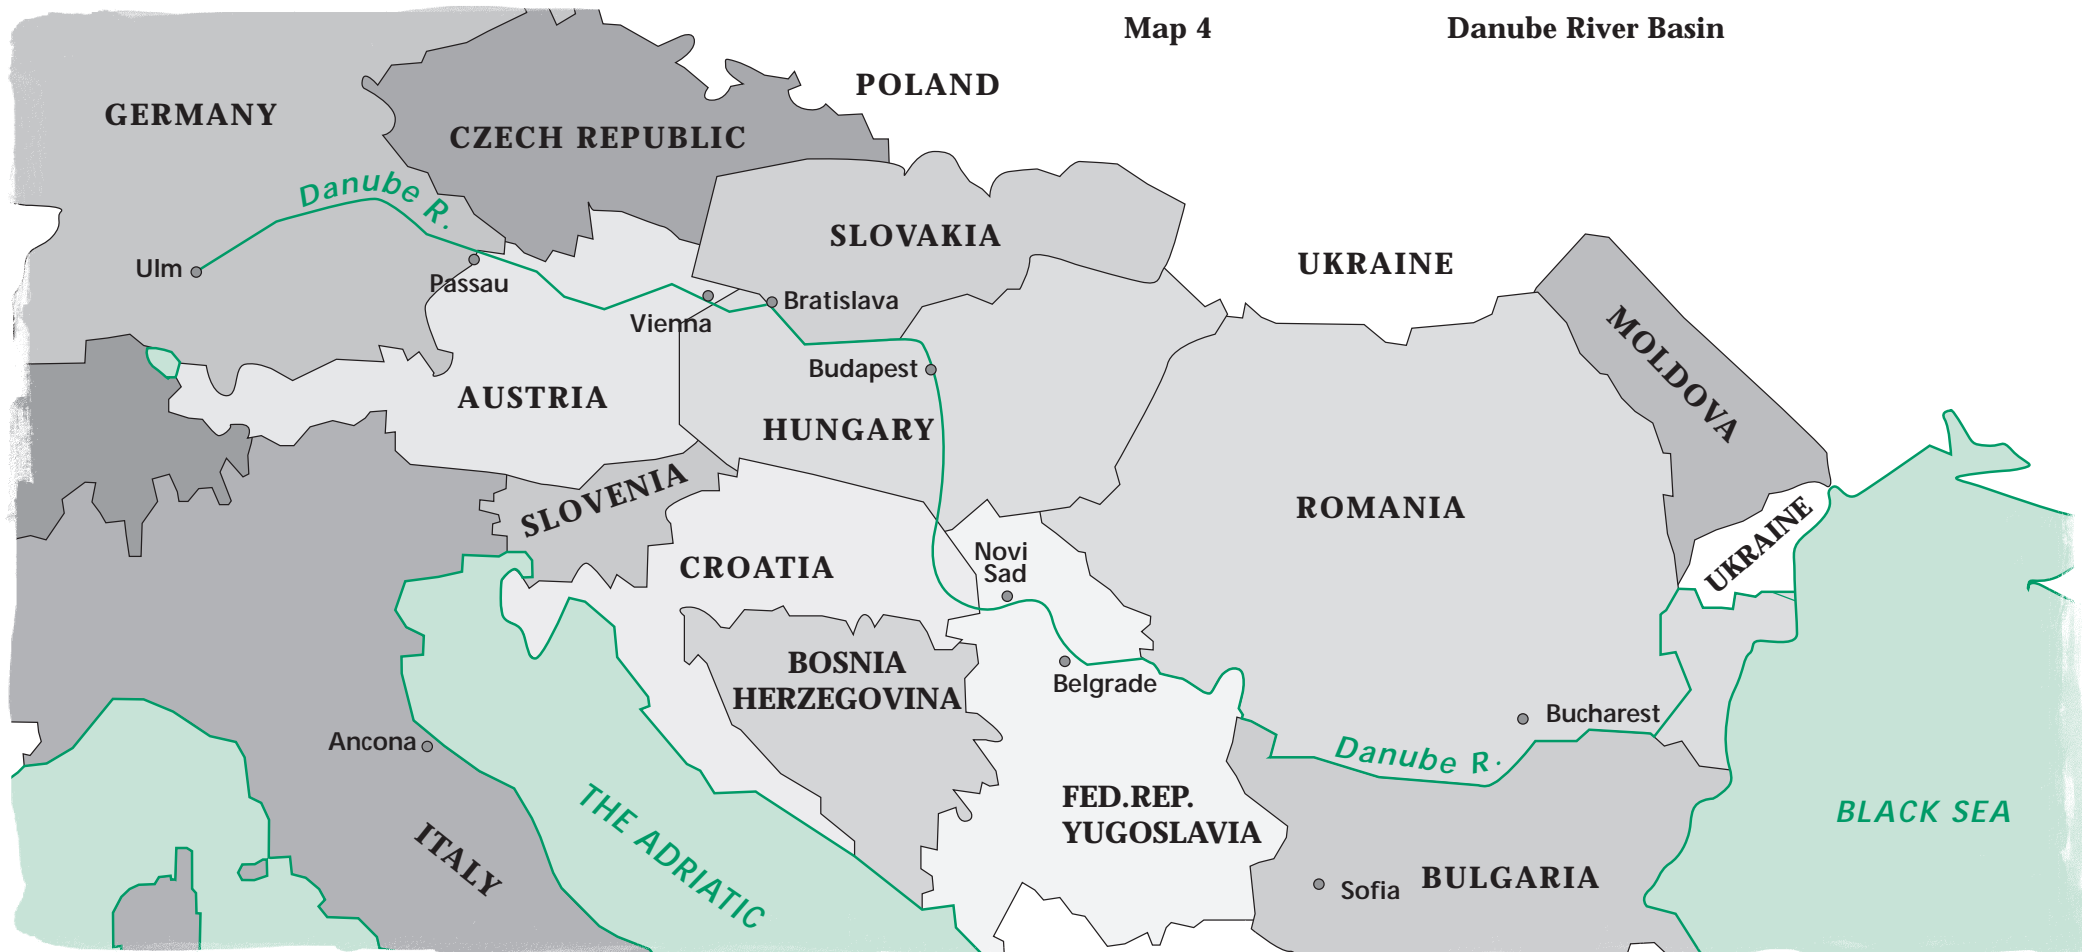 Map 4
Danube River Basin
POLAND
GERMANY
CZECH REPUBLIC
Danube R.
SLOVAKIA
UKRAINE
Ulm
Passau
Bratislava
Vienna
MOLDOVA
Budapest
AUSTRIA
HUNGARY
SLOVENIA
ROMANIA
UKRAINE
Novi
Sad
CROATIA
BOSNIA
HERZEGOVINA
Belgrade
Bucharest
Ancona
Danube R.
THE ADRIATIC
FED.REP.
YUGOSLAVIA
BLACK SEA
ITALY
Sofia
BULGARIA